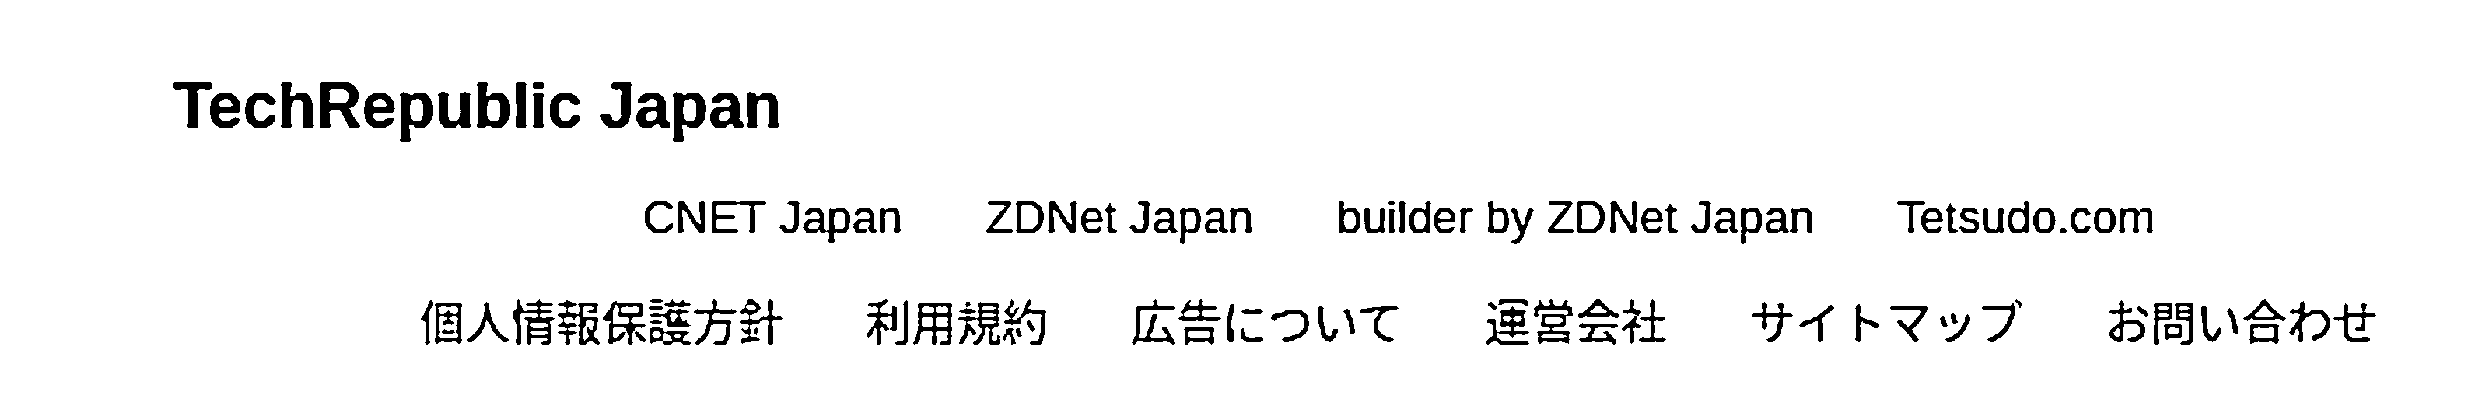 TechRepublic Japan
CNET Japan ZDNet Japan builder by ZDNet Japan Tetsudo.com
個人情報保護方針 利用規約 広告について 運営会社 サイトマップ お問い合わせ